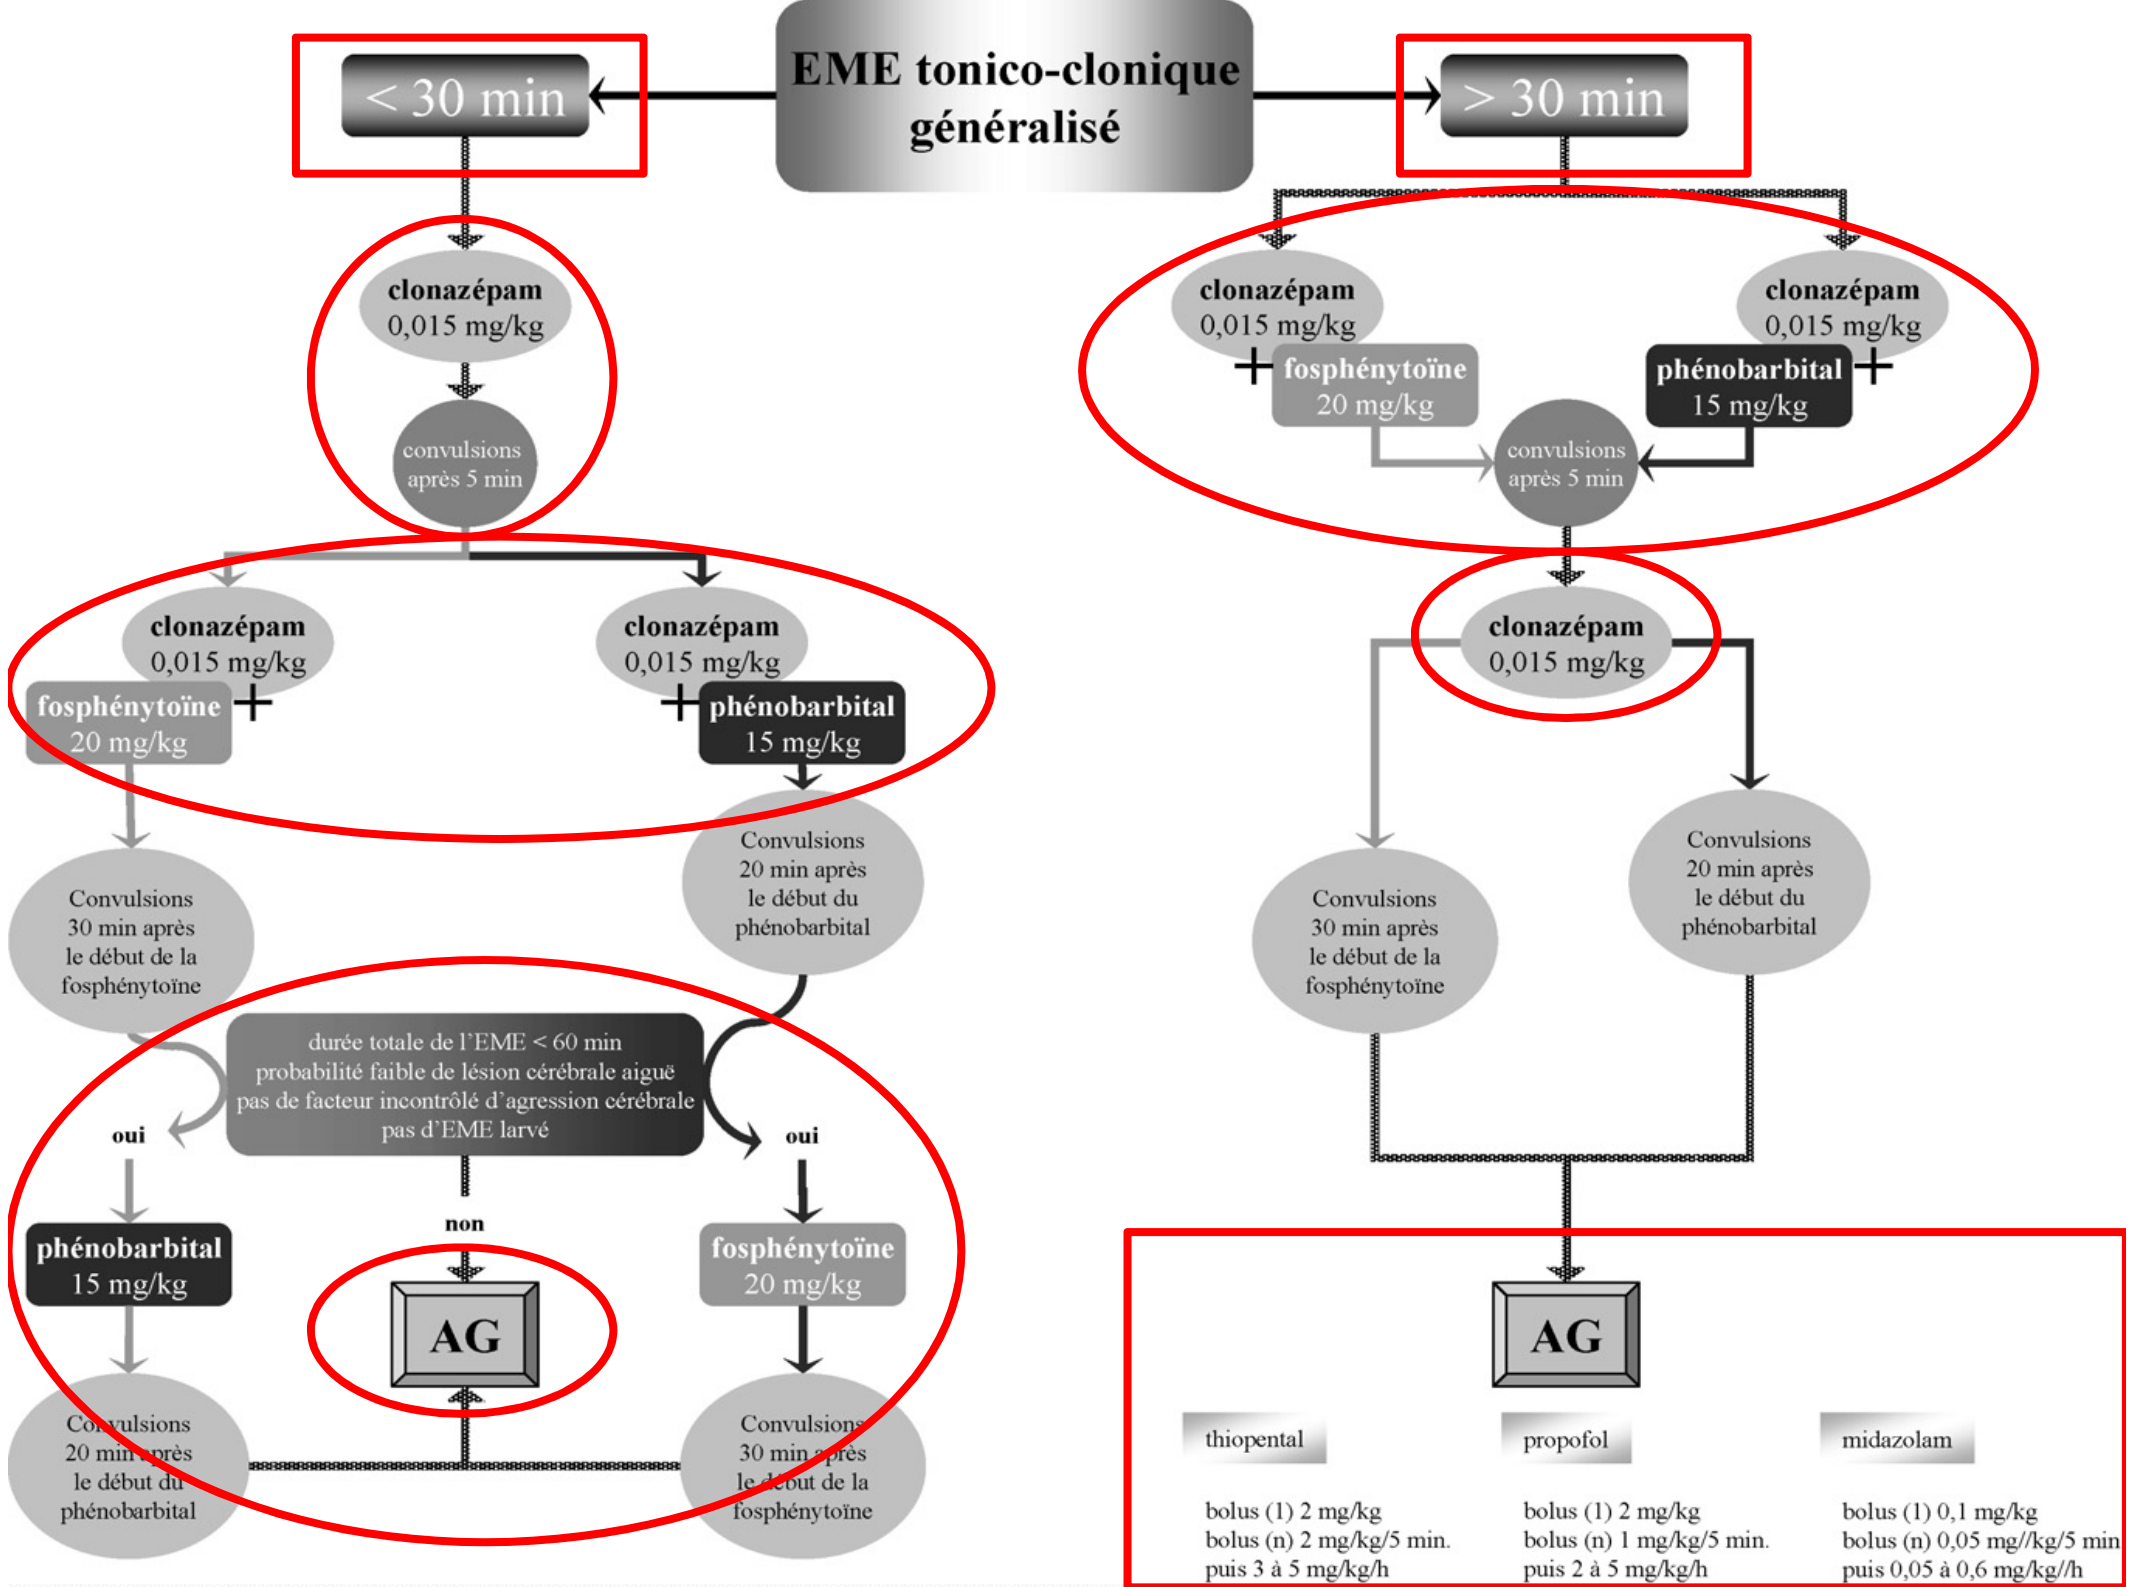 EME tonico-clonique
généralisé
< 30 min
> 30 min
clonazépam
0,015 mg/kg
convulsions
après 5 min
clonazépam
0,015 mg/kg
+
fosphénytoïne
20 mg/kg
clonazépam
0,015 mg/kg
+
phénobarbital
15 mg/kg
Convulsions
30 min après
le début de la
fosphénytoïne
Convulsions
20 min après
le début du
phénobarbital
durée totale de l’EME < 60 min
probabilité faible de lésion cérébrale aiguë
pas de facteur incontrôlé d’agression cérébrale
pas d’EME larvé
oui
oui
non
phénobarbital
15 mg/kg
AG
fosphénytoïne
20 mg/kg
Convulsions
20 min après
le début du
phénobarbital
Convulsions
30 min après
le début de la
fosphénytoïne
clonazépam
0,015 mg/kg
+
fosphénytoïne
20 mg/kg
clonazépam
0,015 mg/kg
+
phénobarbital
15 mg/kg
convulsions
après 5 min
clonazépam
0,015 mg/kg
Convulsions
30 min après
le début de la
fosphénytoïne
Convulsions
20 min après
le début du
phénobarbital
AG
thiopental
bolus (1) 2 mg/kg
bolus (n) 2 mg/kg/5 min.
puis 3 à 5 mg/kg/h
propofol
bolus (1) 2 mg/kg
bolus (n) 1 mg/kg/5 min.
puis 2 à 5 mg/kg/h
midazolam
bolus (1) 0,1 mg/kg
bolus (n) 0,05 mg//kg/5 min
puis 0,05 à 0,6 mg/kg//h